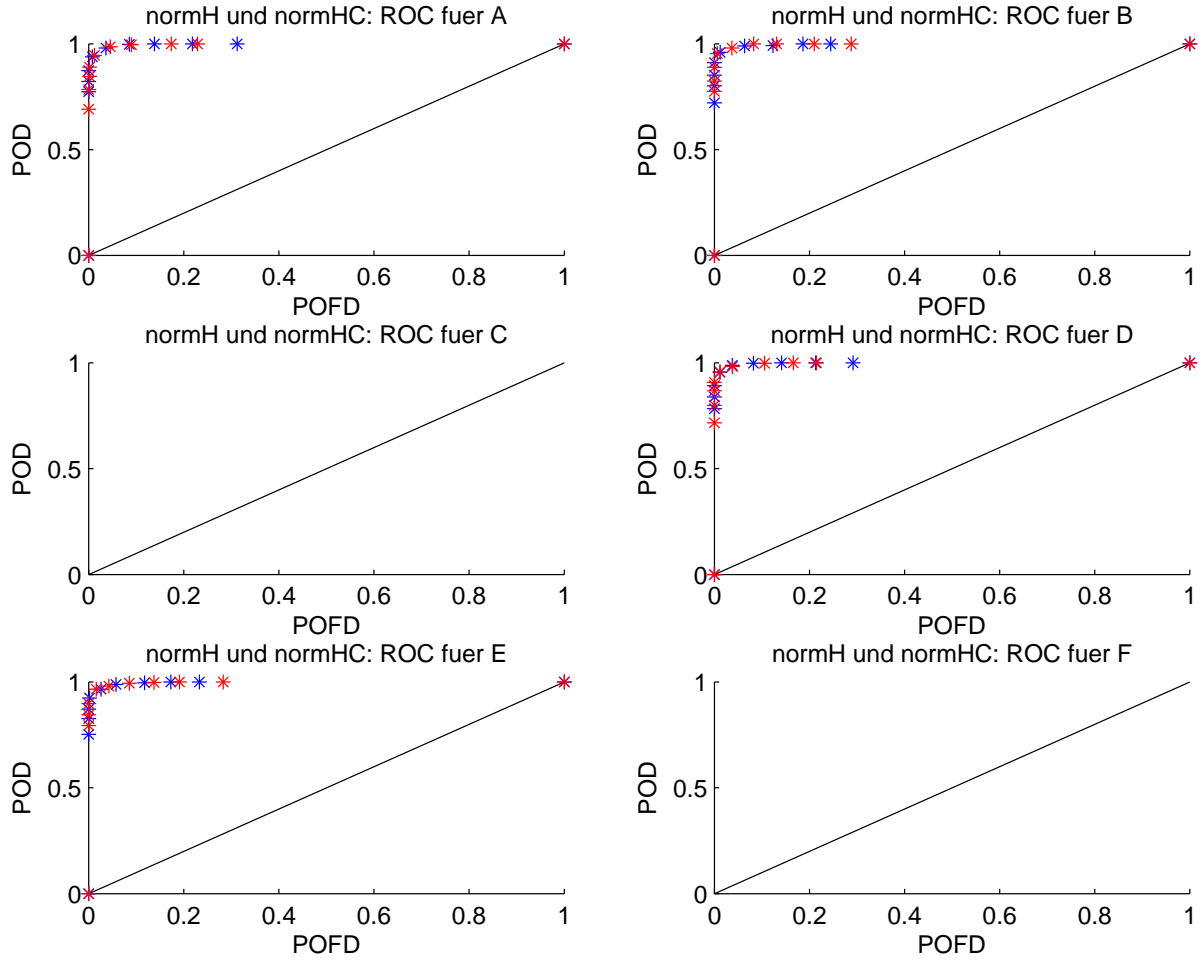 normH und normHC: ROC fuer A
1
0.5
0
POD
0 0.2 0.4 0.6 0.8 1
POFD
normH und normHC: ROC fuer B
1
0.5
0
POD
0 0.2 0.4 0.6 0.8 1
POFD
normH und normHC: ROC fuer C
1
0.5
0
POD
0 0.2 0.4 0.6 0.8 1
POFD
normH und normHC: ROC fuer D
1
0.5
0
POD
0 0.2 0.4 0.6 0.8 1
POFD
normH und normHC: ROC fuer E
1
0.5
0
POD
0 0.2 0.4 0.6 0.8 1
POFD
normH und normHC: ROC fuer F
1
0.5
0
POD
0 0.2 0.4 0.6 0.8 1
POFD